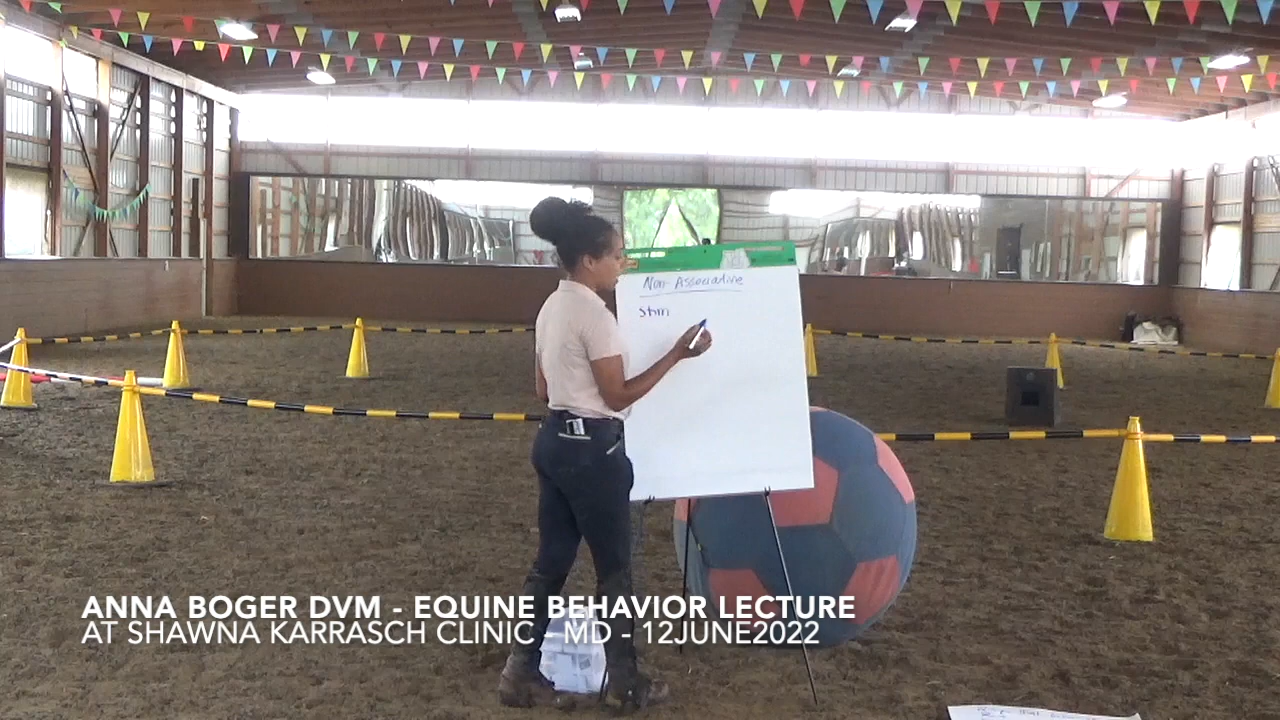 Non-Associative
Stim
ANNA BOGER DVM - EQUINE BEHAVIOR LECTURE
AT SHAWNA KARRASCH CLINIC - MD - 12JUNE2022